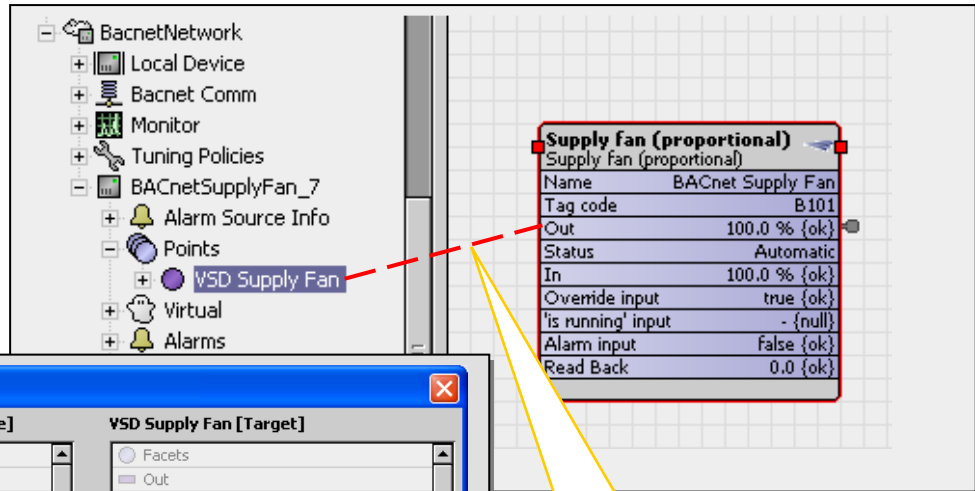 BacnetNetwork
Local Device
Bacnet Comm
Monitor
Tuning Policies
BACnetSupplyFan_7
Alarm Source Info
Points
VSD Supply Fan
Virtual
Alarms
Supply fan (proportional)
Supply fan (proportional)
Name BACnet Supply Fan
Tag code B101
Out 100.0 % {ok}
Status Automatic
In 100.0 % {ok}
Override input true {ok}
'is running' input - {null}
Alarm input false {ok}
Read Back 0.0 {ok}
e] VSD Supply Fan [Target]
Facets
Out